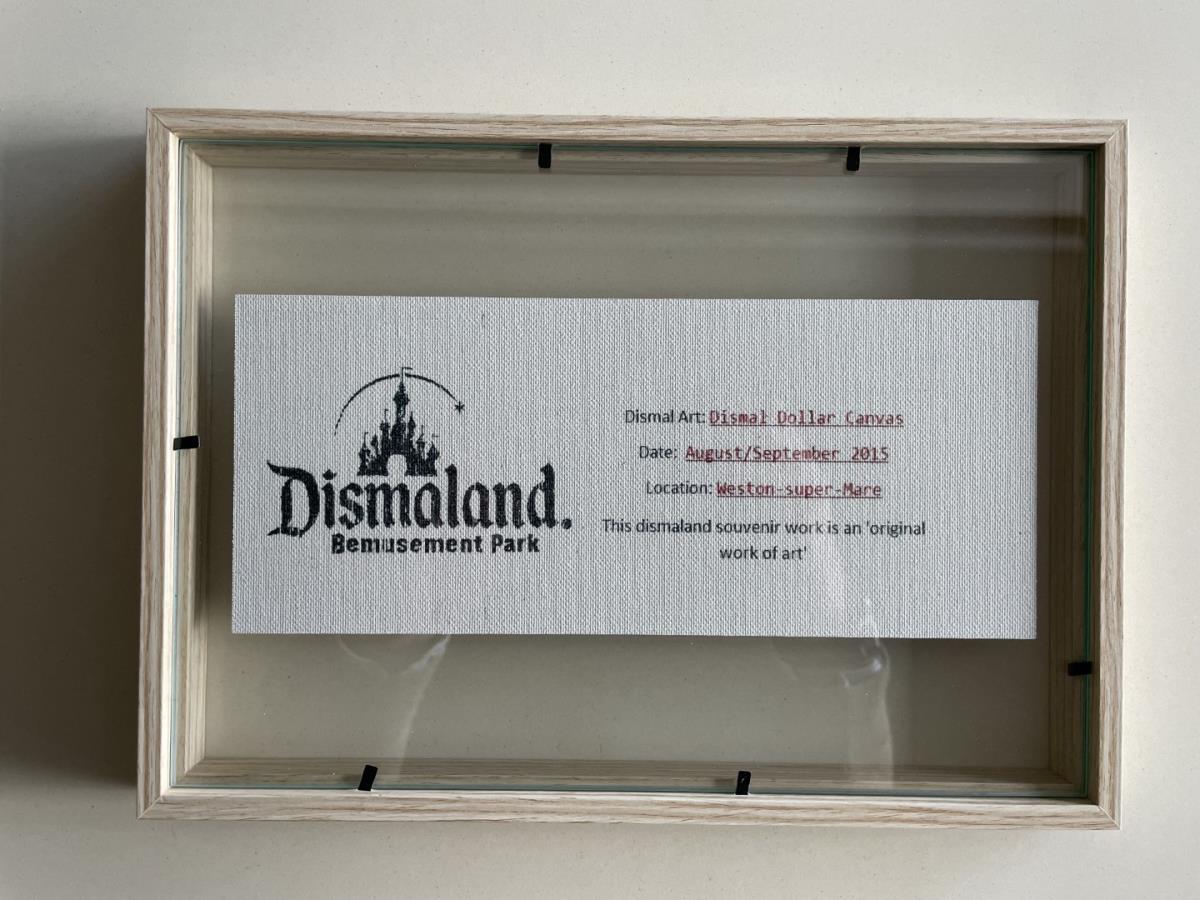 Dismaland.
Bemusement Park
Dismal Art: Dismal Dollar Canvas
Date: August/September 2015
Location: Weston-super-Mare
This dismaland souvenir work is an 'original
work of art'